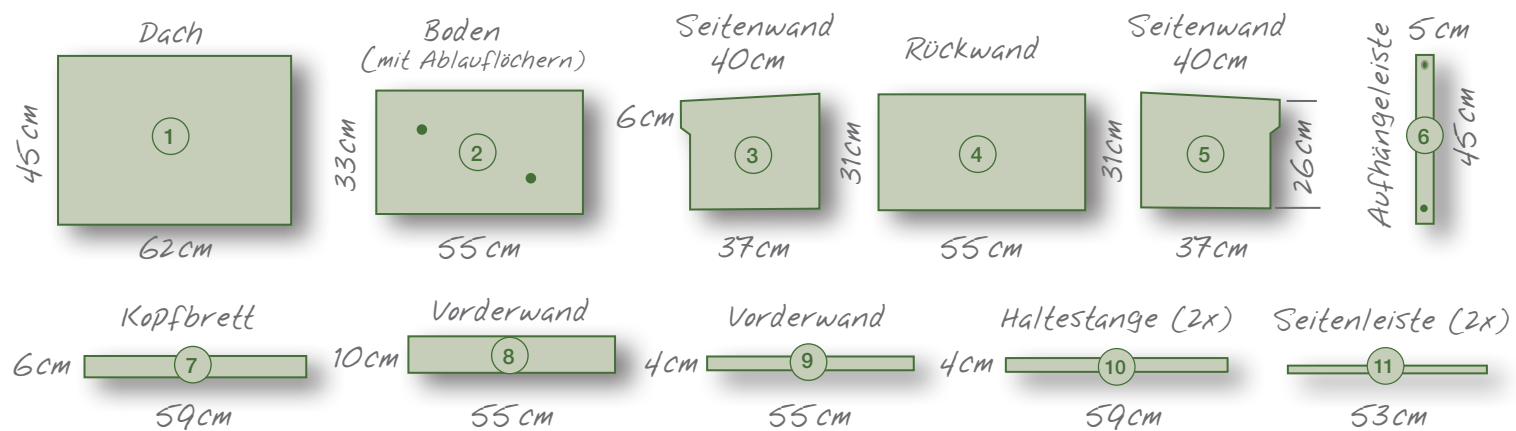 Dach
45cm
1
62cm
Boden
(mit Ablauflöchern)
33cm
2
55cm
Seitenwand
40cm
6cm
3
31cm
37cm
Rückwand
4
31cm
55cm
Seitenwand
40cm
5
26cm
37cm
Aufhängeleiste
5cm
6
45cm
Kopfbrett
6cm
7
59cm
Vorderwand
10cm
8
55cm
Vorderwand
4cm
9
55cm
Haltestange (2x)
4cm
10
59cm
Seitenleiste (2x)
11
53cm